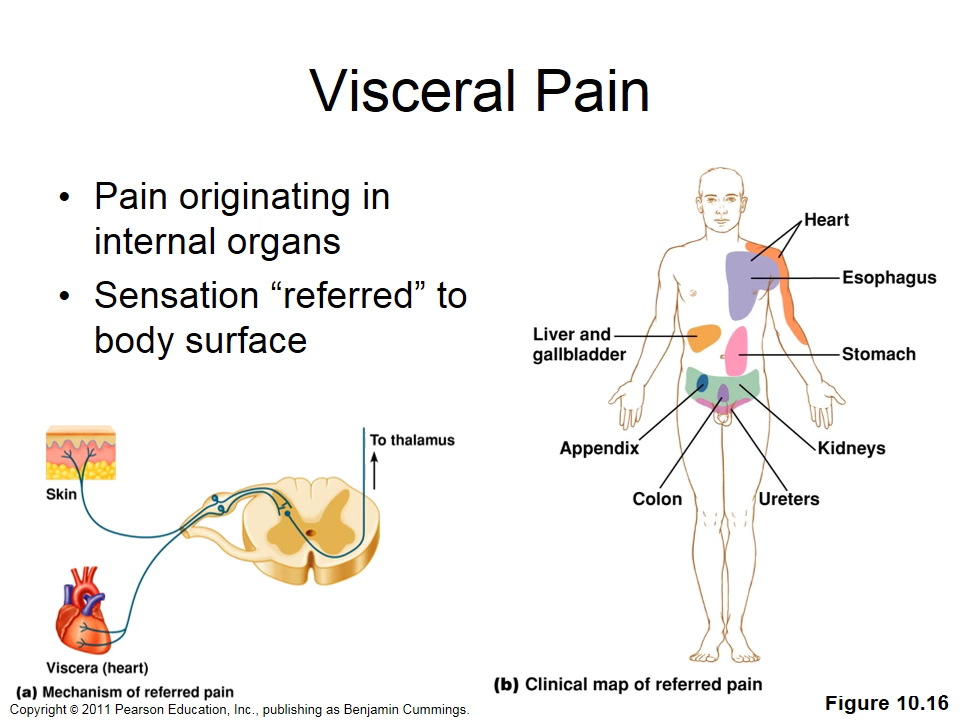 Visceral Pain
• Pain originating in
internal organs
• Sensation “referred” to
body surface
Heart
Esophagus
Liver and
gallbladder
Stomach
Appendix
Kidneys
Colon
Ureters
To thalamus
Skin
Viscera (heart)
(a) Mechanism of referred pain
(b) Clinical map of referred pain
Copyright © 2011 Pearson Education, Inc., publishing as Benjamin Cummings.
Figure 10.16